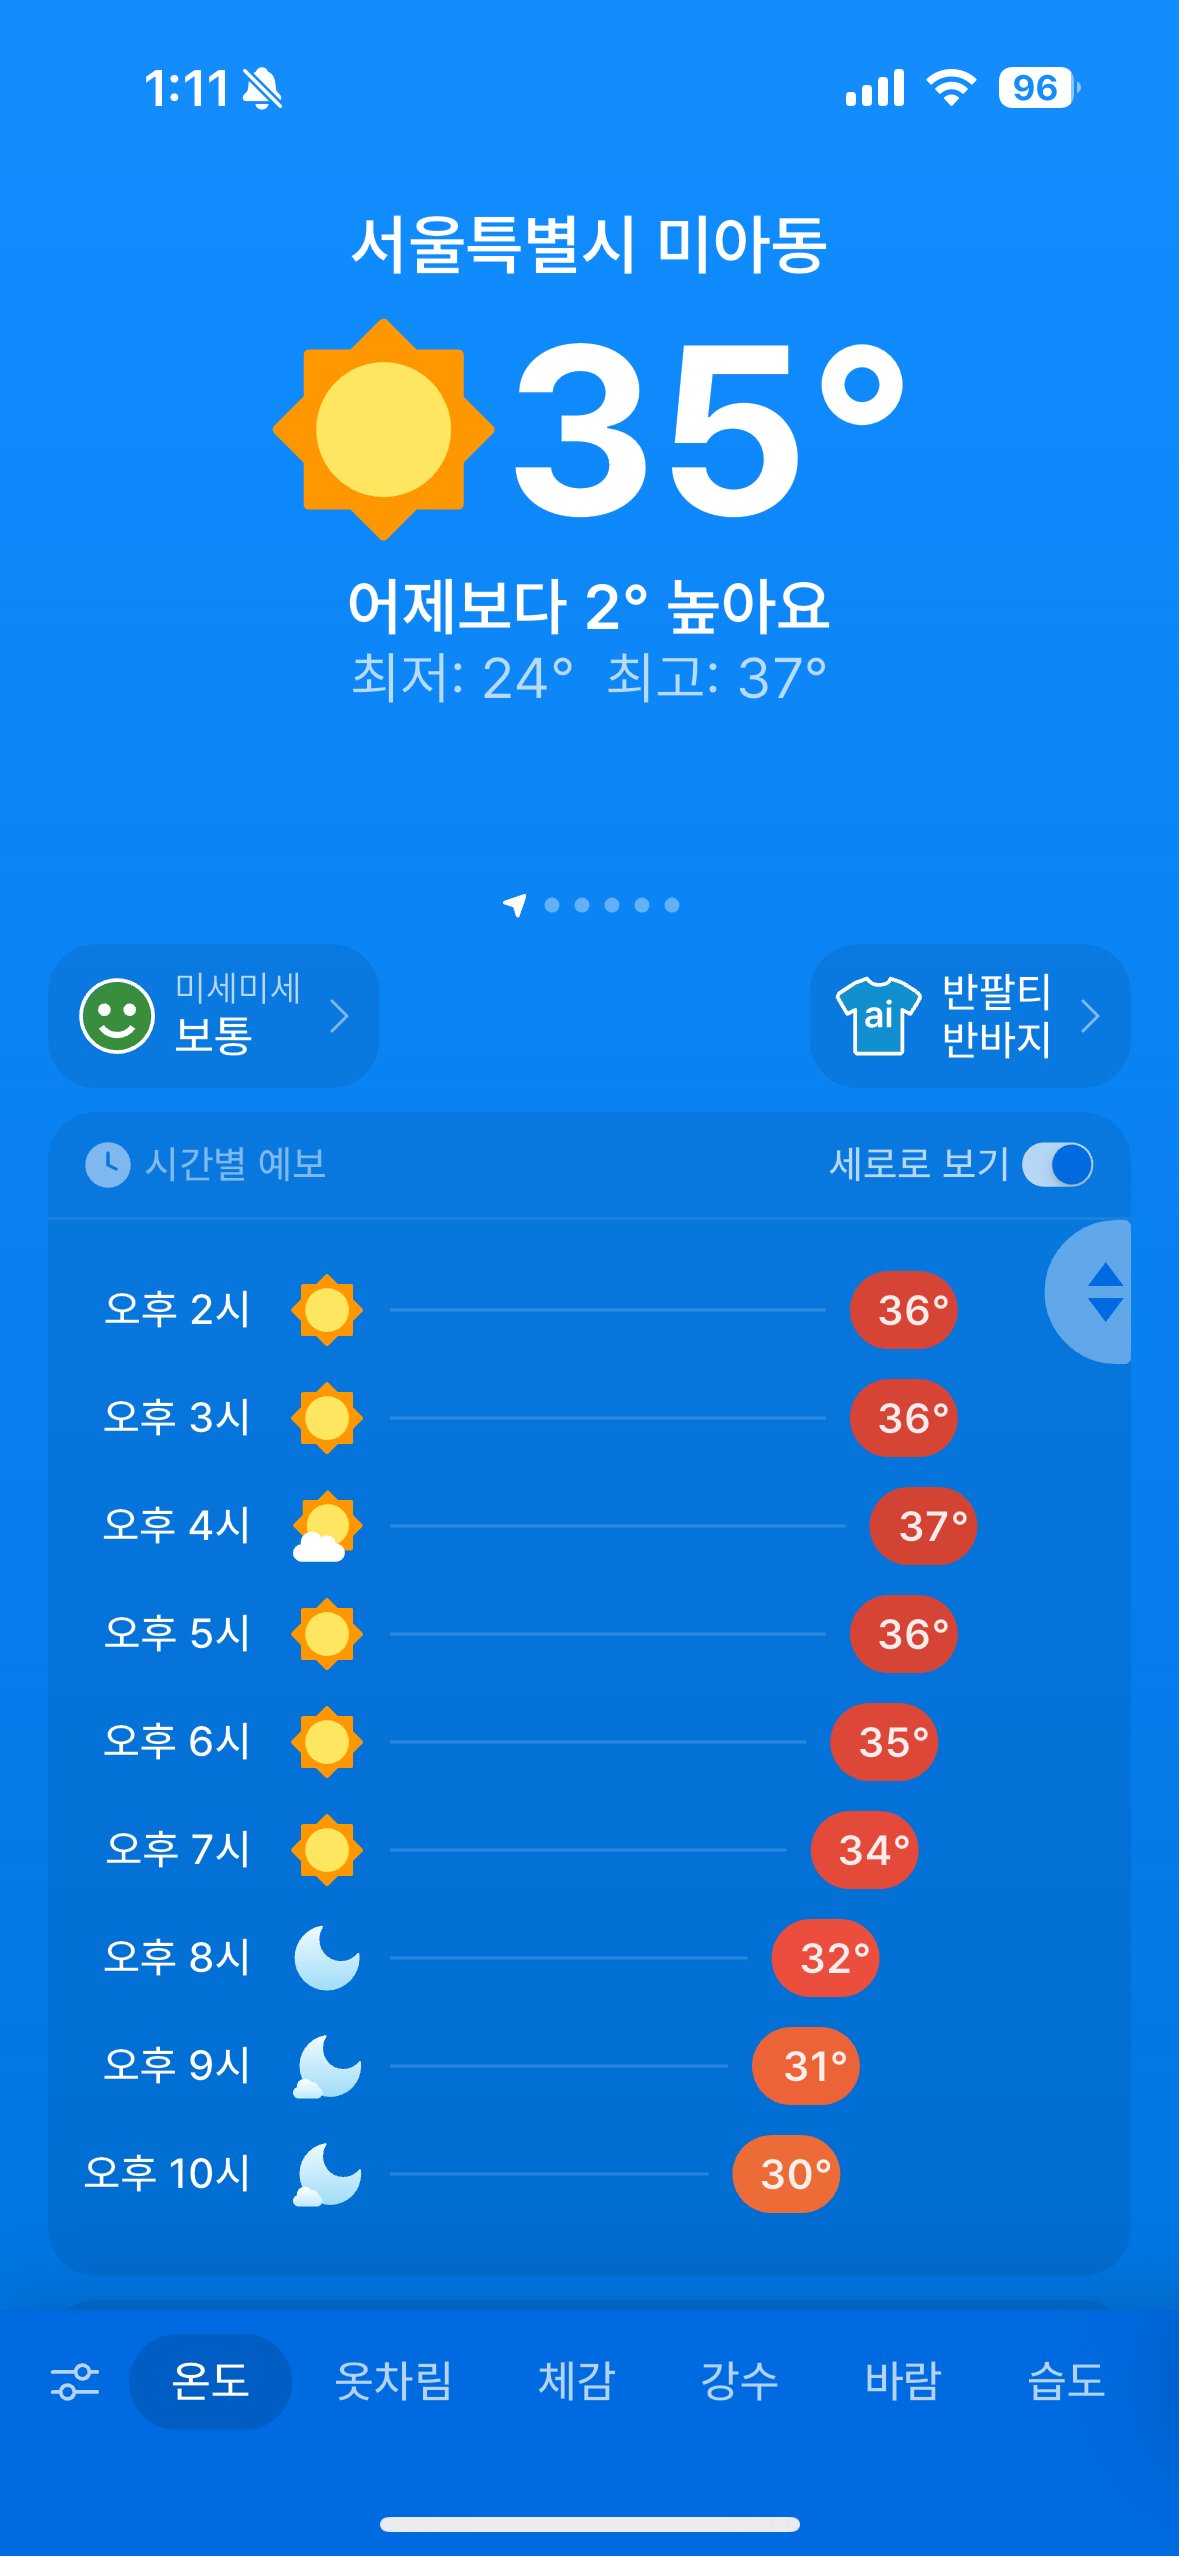 1:11
96
서울특별시 미아동
35°
어제보다 2° 높아요
최저: 24° 최고: 37°
미세미세
보통
ai
반팔티
반바지
시간별 예보
세로로 보기
오후 2시 36°
오후 3시 36°
오후 4시 37°
오후 5시 36°
오후 6시 35°
오후 7시 34°
오후 8시 32°
오후 9시 31°
오후 10시 30°
온도 옷차림 체감 강수 바람 습도